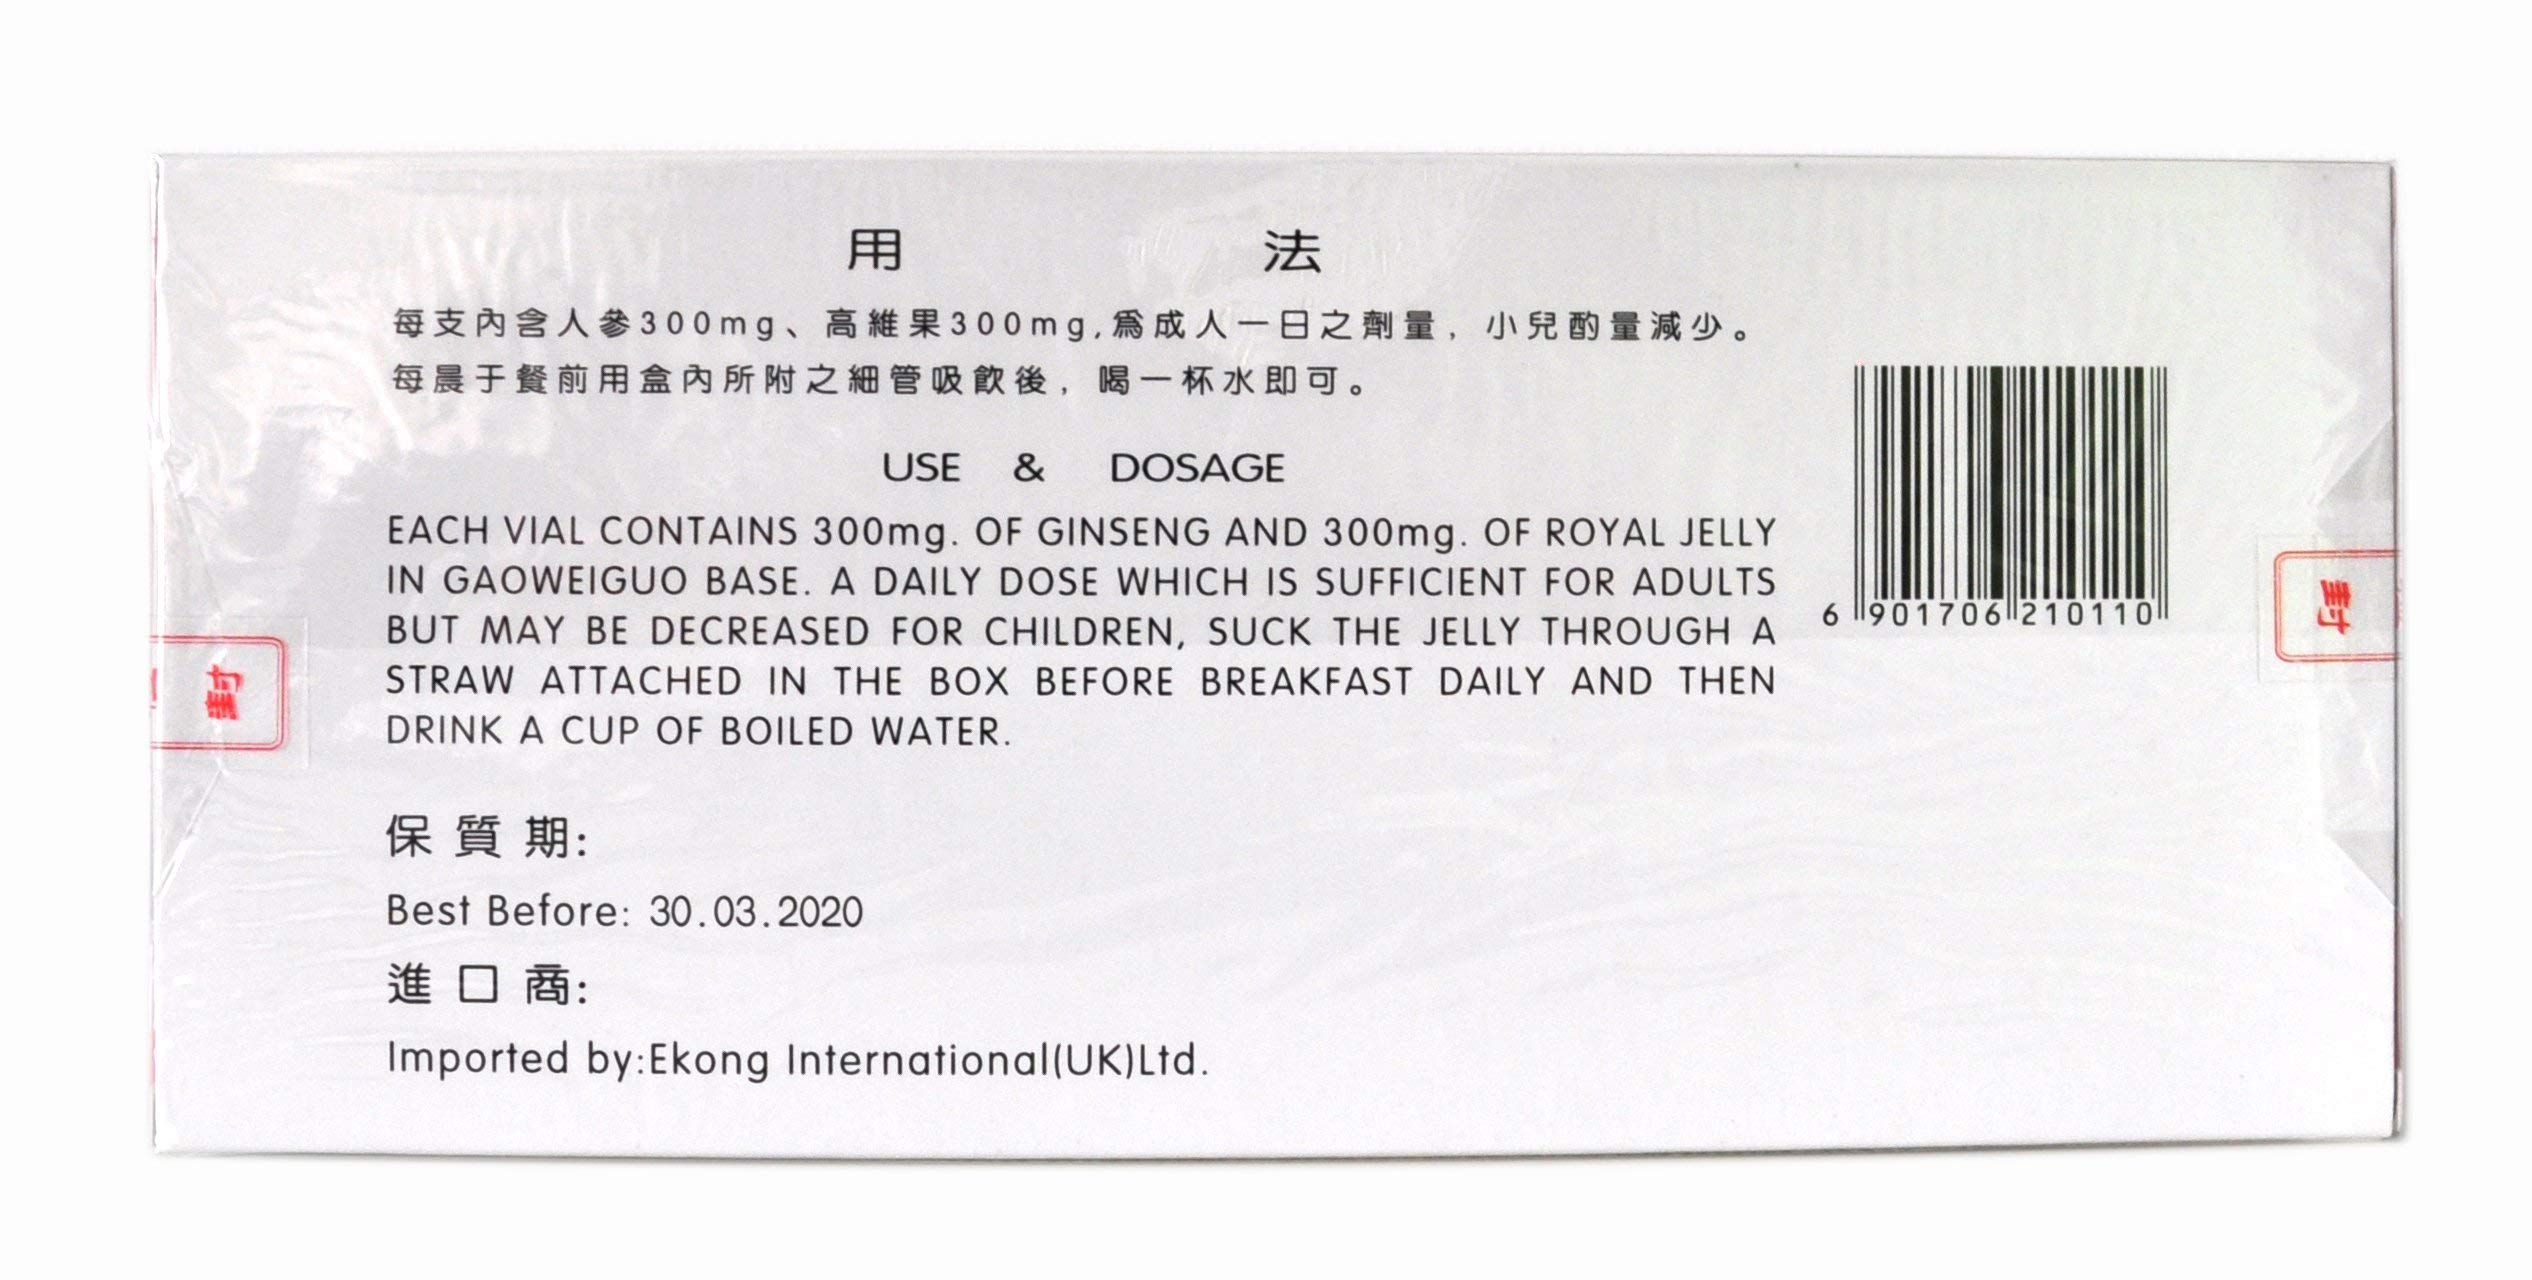 用 法
每支內含人參300mg、高維果300mg,爲成人一日之劑量，小兒酌量減少。
每晨于餐前用盒內所附之細管吸飲後，喝一杯水即可。
USE & DOSAGE
EACH VIAL CONTAINS 300mg. OF GINSENG AND 300mg. OF ROYAL JELLY
IN GAOWEIGUO BASE. A DAILY DOSE WHICH IS SUFFICIENT FOR ADULTS
BUT MAY BE DECREASED FOR CHILDREN, SUCK THE JELLY THROUGH A
STRAW ATTACHED IN THE BOX BEFORE BREAKFAST DAILY AND THEN
DRINK A CUP OF BOILED WATER.
6 901706 210110
封
保 質 期:
Best Before: 30.03.2020
進 口 商:
Imported by:Ekong International(UK)Ltd.